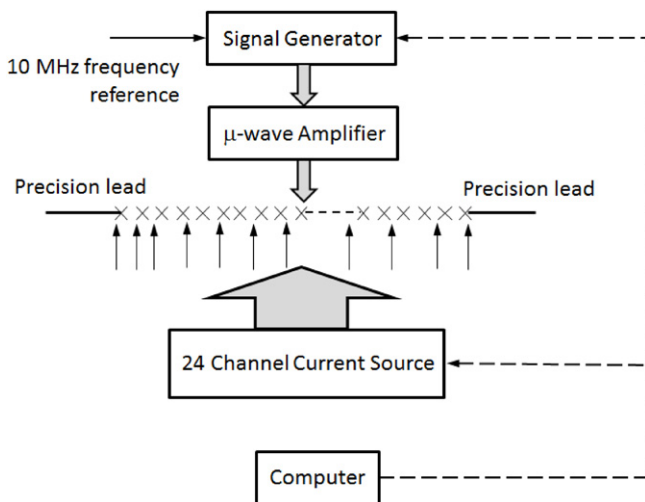 Signal Generator
10 MHz frequency
reference
μ-wave Amplifier
Precision lead
Precision lead
24 Channel Current Source
Computer